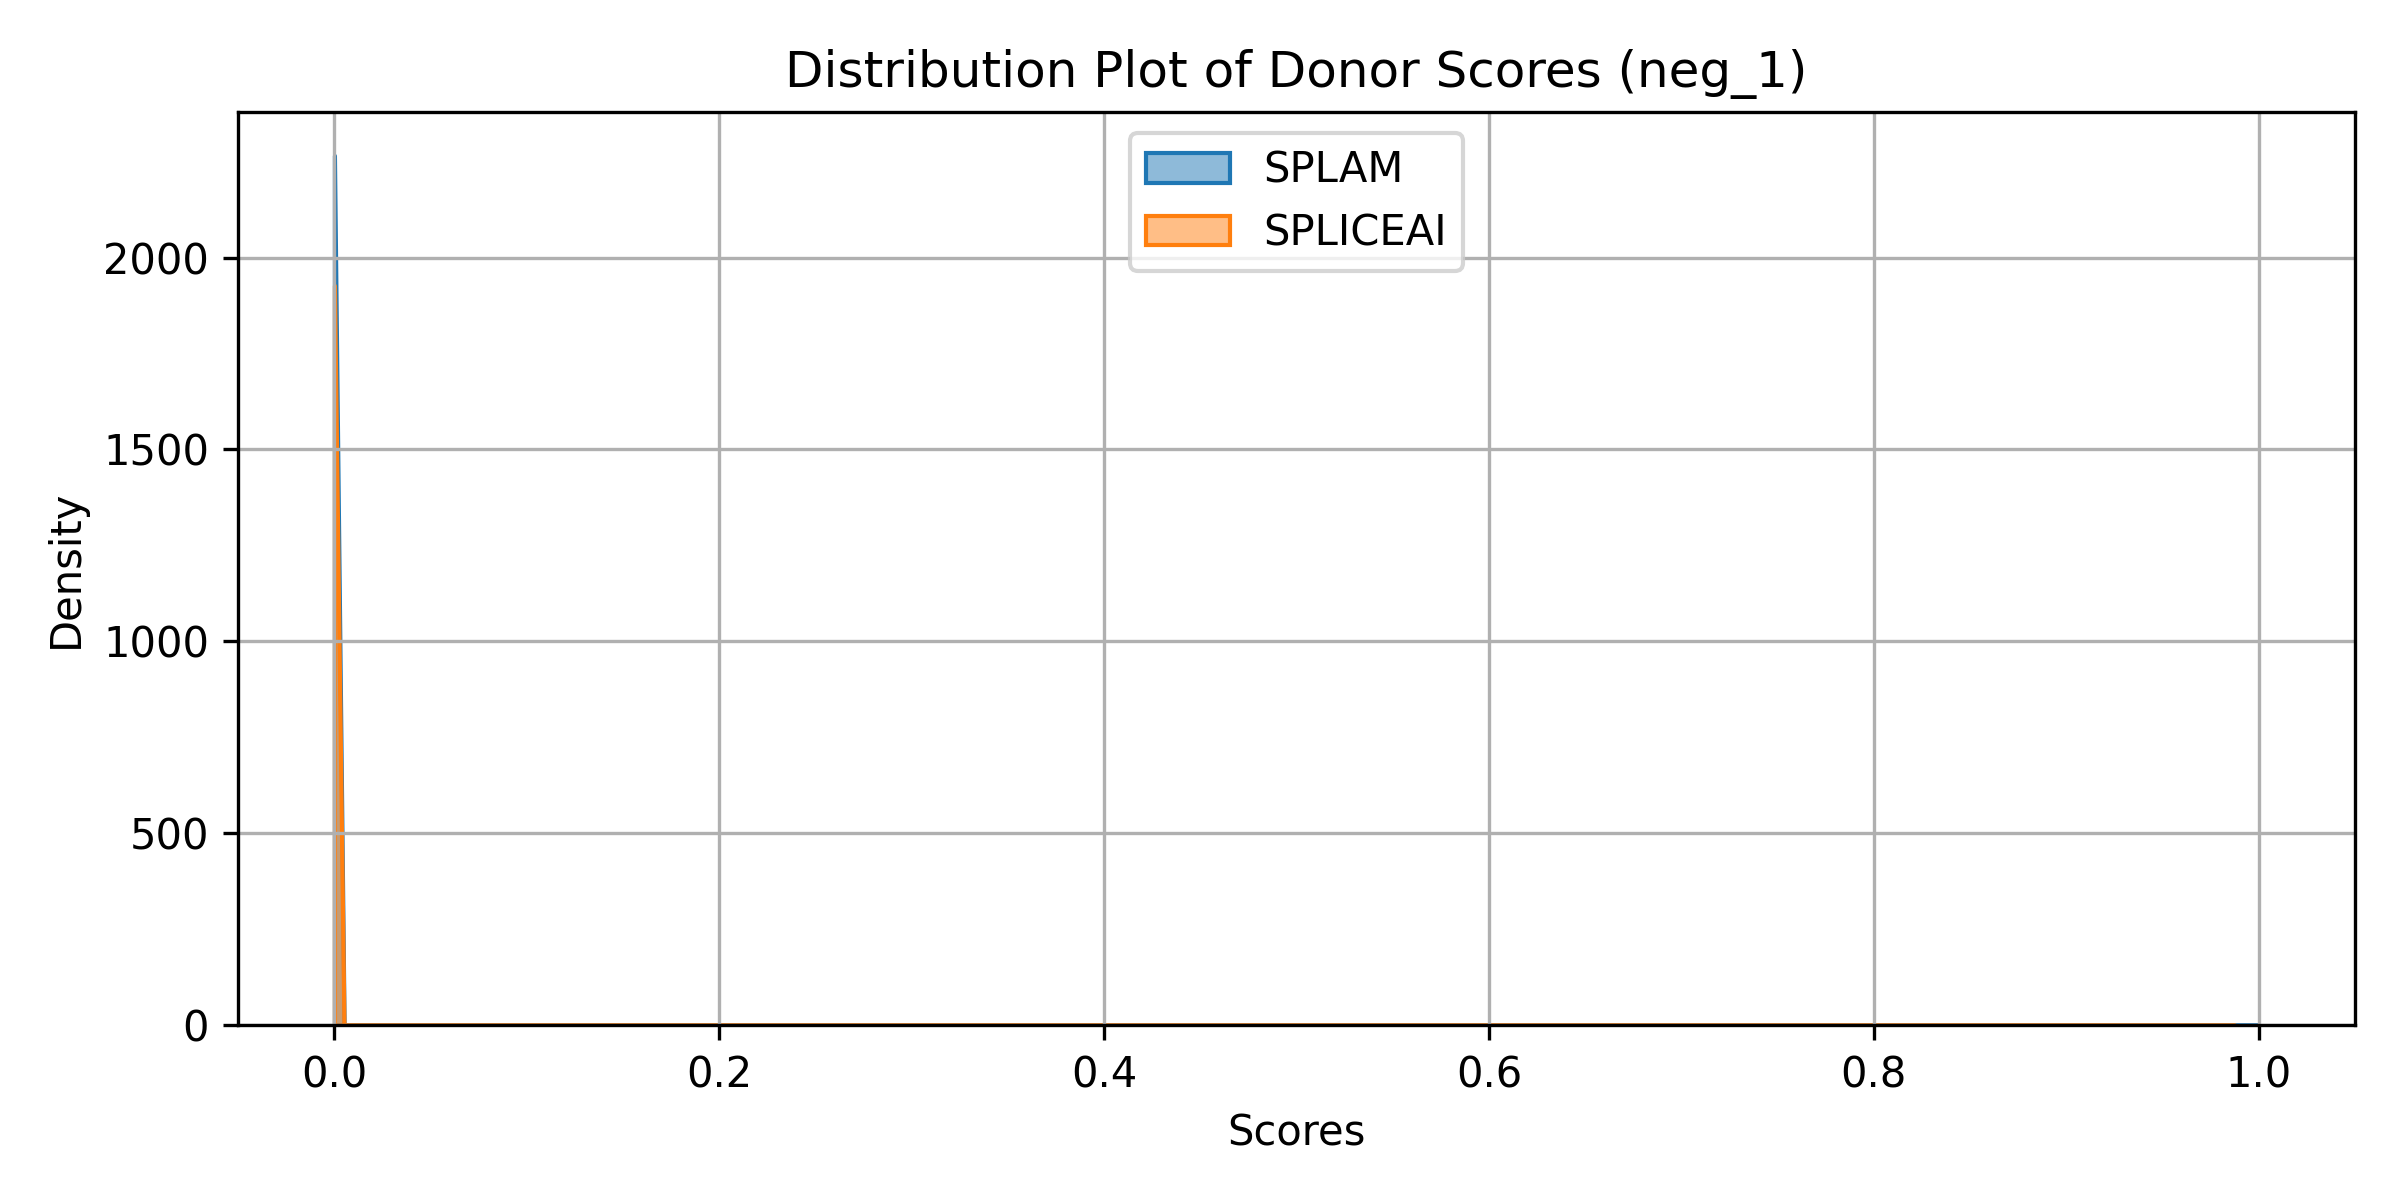 Distribution Plot of Donor Scores (neg_1)
SPLAM
SPLICEAI
Density
2000
1500
1000
500
0
0.0 0.2 0.4 0.6 0.8 1.0
Scores